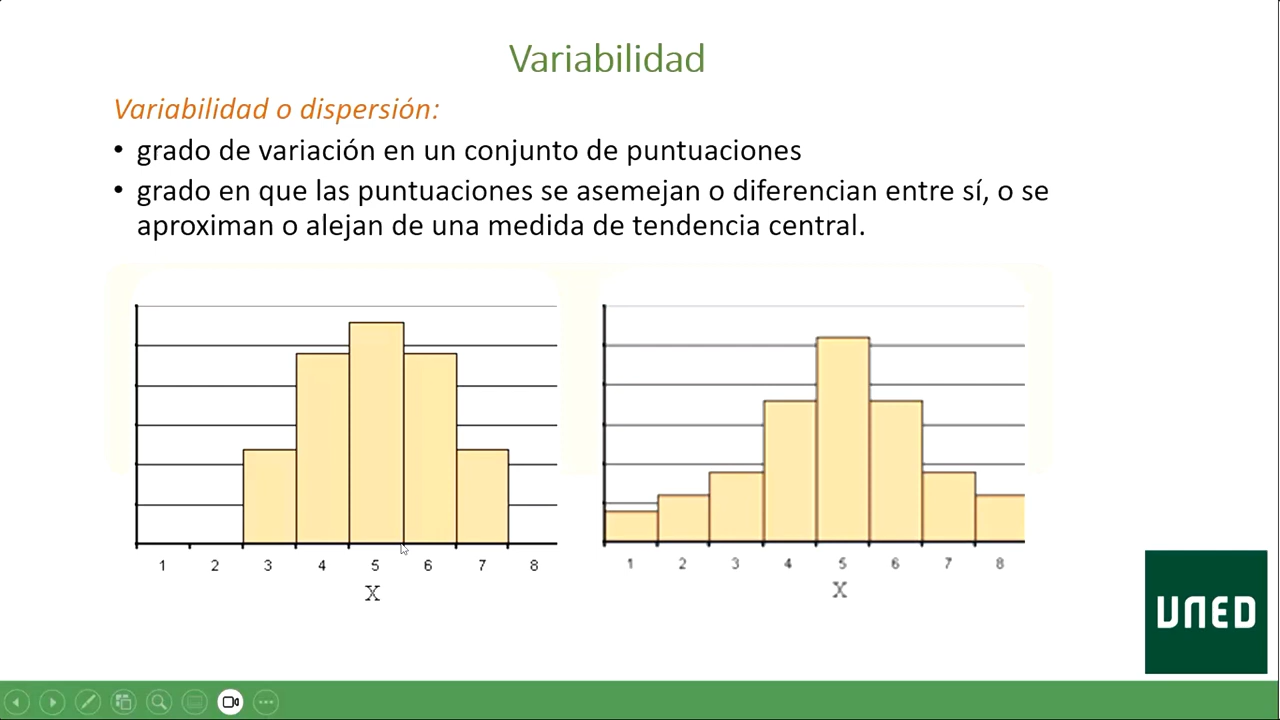 Variabilidad
Variabilidad o dispersión:
• grado de variación en un conjunto de puntuaciones
• grado en que las puntuaciones se asemejan o diferencian entre sí, o se
aproximan o alejan de una medida de tendencia central.
1 2 3 4 5 6 7 8
X
1 2 3 4 5 6 7 8
X
UNED